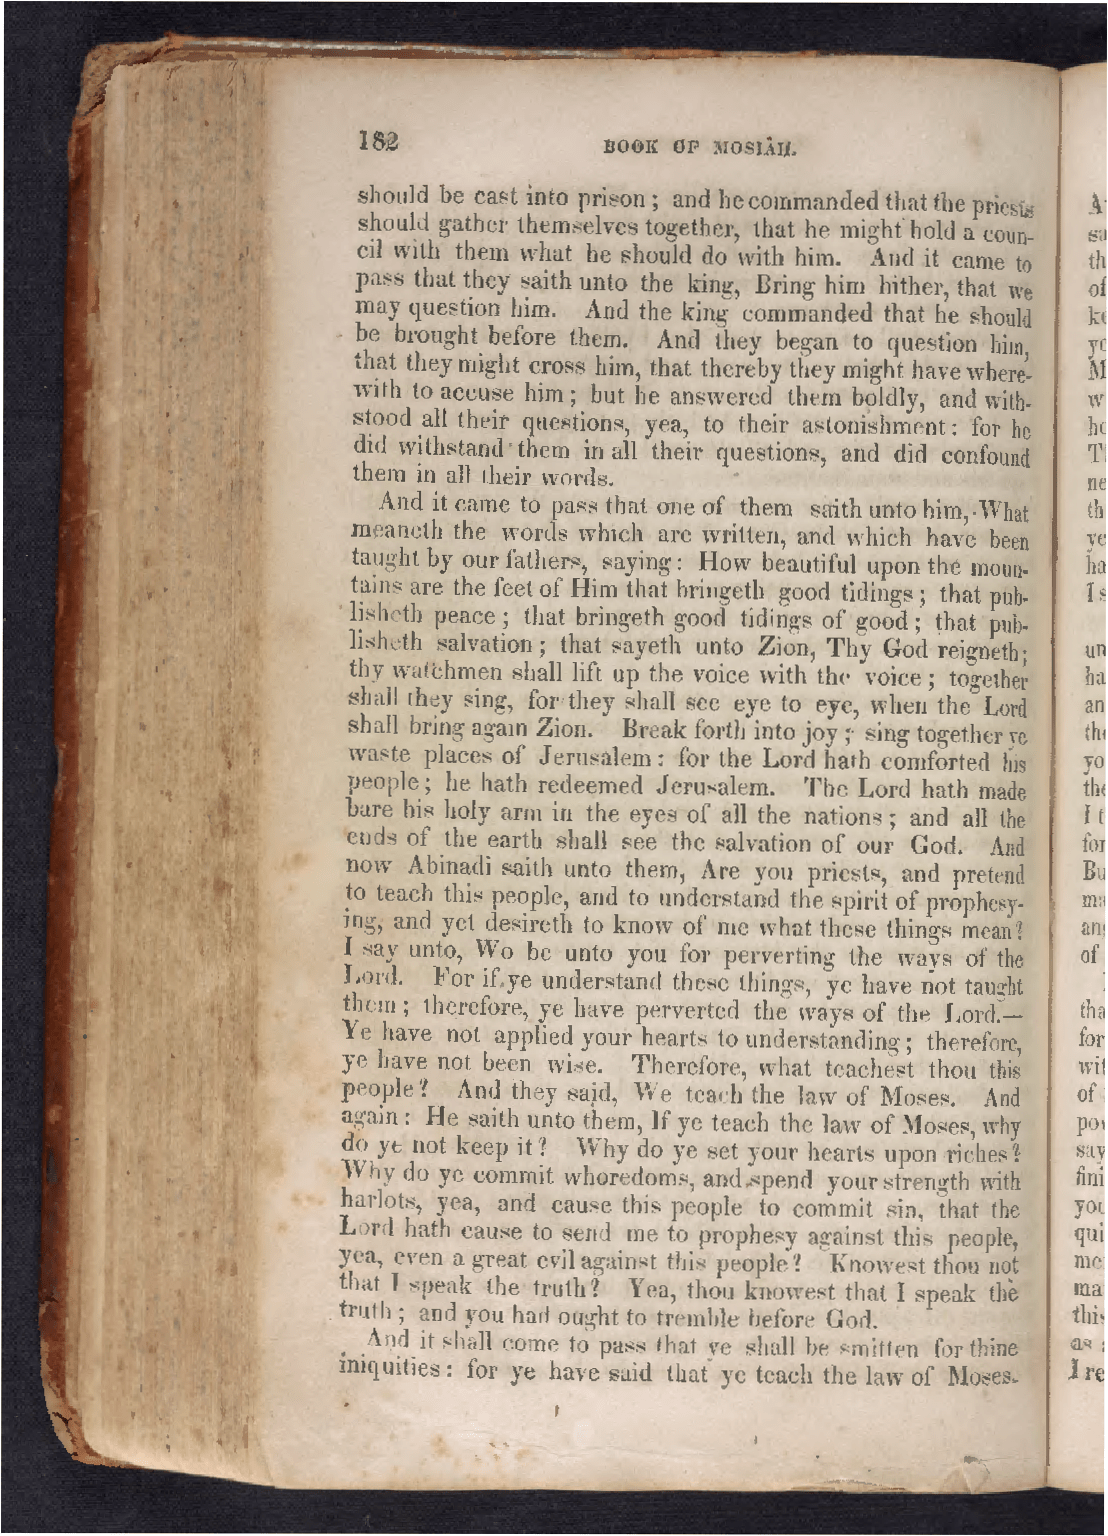 182 BOOK OF MOSIAH.
should be cast into prison; and he commanded that the priests
should gather themselves together, that he might hold a coun-
cil with them what he should do with him. And it came to
pass that they saith unto the king, Bring him hither, that we
may question him. And the king commanded that he should
be brought before them. And they began to question him,
that they might cross him, that thereby they might have where-
with to accuse him; but he answered them boldly, and with-
stood all their questions, yea, to their astonishment: for he
did withstand them in all their questions, and did confound
them in all their words.
And it came to pass that one of them saith unto him, What
meaneth the words which are written, and which have been
taught by our fathers, saying: How beautiful upon the moun-
tains are the feet of Him that bringeth good tidings; that pub-
lisheth peace; that bringeth good tidings of good; that pub-
lisheth salvation; that sayeth unto Zion, Thy God reigneth;
thy watchmen shall lift up the voice with the voice; together
shall they sing, for they shall see eye to eye, when the Lord
shall bring again Zion. Break forth into joy; sing together ye
waste places of Jerusalem: for the Lord hath comforted his
people; he hath redeemed Jerusalem. The Lord hath made
bare his holy arm in the eyes of all the nations; and all the
ends of the earth shall see the salvation of our God. And
now Abinadi saith unto them, Are you priests, and pretend
to teach this people, and to understand the spirit of prophesy-
ing, and yet desireth to know of me what these things mean?
I say unto, Wo be unto you for perverting the ways of the
Lord. For if ye understand these things, ye have not taught
them; therefore, ye have perverted the ways of the Lord.—
Ye have not applied your hearts to understanding; therefore,
ye have not been wise. Therefore, what teachest thou this
people? And they said, We teach the law of Moses. And
again: He saith unto them, If ye teach the law of Moses, why
do ye not keep it? Why do ye set your hearts upon riches?
Why do ye commit whoredoms, and spend your strength with
harlots, yea, and cause this people to commit sin, that the
Lord hath cause to send me to prophesy against this people,
yea, even a great evil against this people? Knowest thou not
that I speak the truth? Yea, thou knowest that I speak the
truth; and you had ought to tremble before God.
And it shall come to pass that ye shall be smitten for thine
iniquities: for ye have said that ye teach the law of Moses.